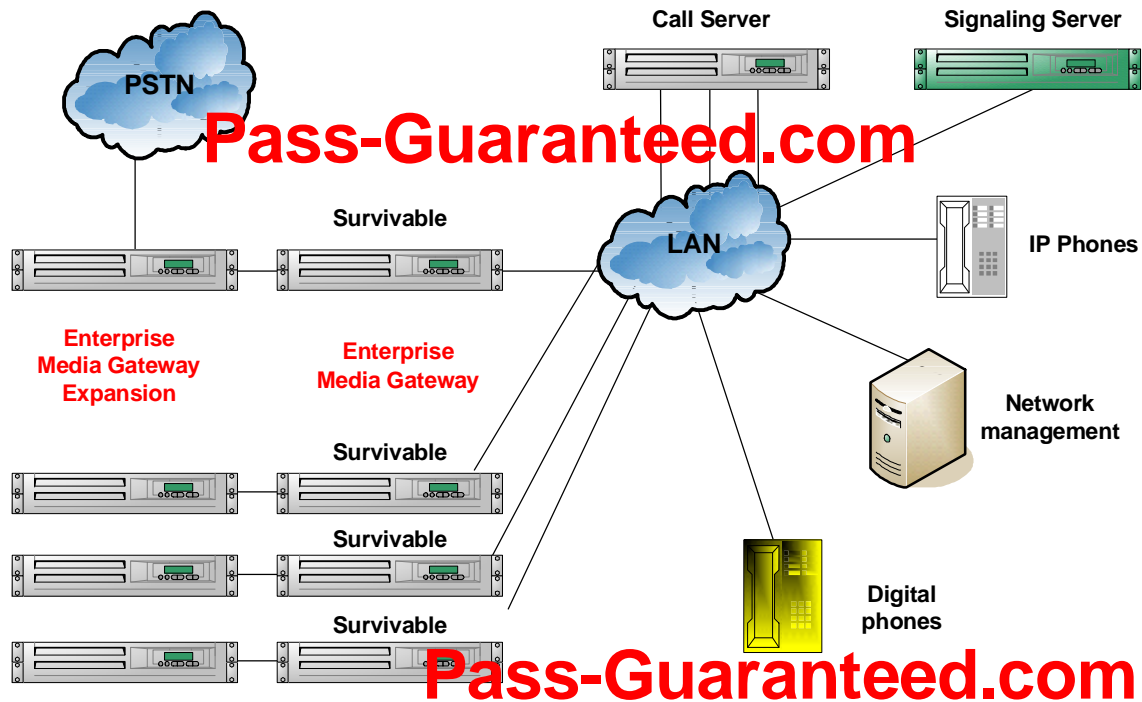 Call Server
Signaling Server
PSTN
Pass-Guaranteed.com
Survivable
LAN
IP Phones
Enterprise
Media Gateway
Expansion
Enterprise
Media Gateway
Network
management
Survivable
Survivable
Digital
phones
Survivable
Pass-Guaranteed.com